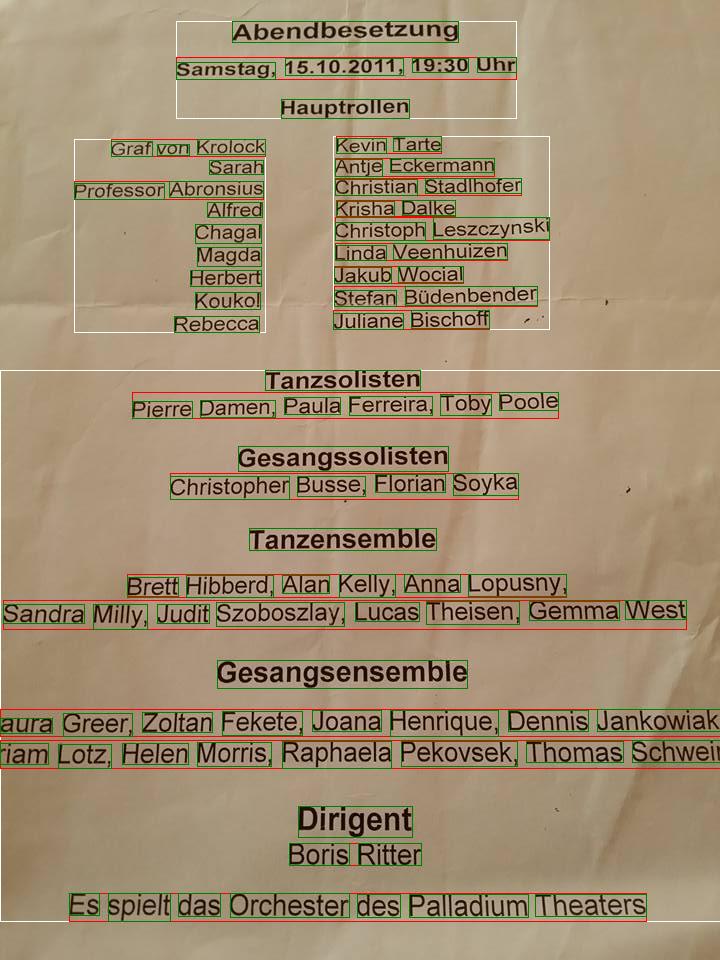 Abendbesetzung
Samstag, 15.10.2011, 19:30 Uhr
Hauptrollen
Graf von Krolock Kevin Tarte
Sarah Antje Eckermann
Professor Abronsius Christian Stadlhofer
Alfred Krisha Dalke
Chagal Christoph Leszczynski
Magda Linda Veenhuizen
Herbert Jakub Wocial
Koukol Stefan Büdenbender
Rebecca Juliane Bischoff
Tanzsolisten
Pierre Damen, Paula Ferreira, Toby Poole
Gesangssolisten
Christopher Busse, Florian Soyka
Tanzensemble
Brett Hibberd, Alan Kelly, Anna Lopusny,
Sandra Milly, Judit Szoboszlay, Lucas Theisen, Gemma West
Gesangsensemble
aura Greer, Zoltan Fekete, Joana Henrique, Dennis Jankowiak
riam Lotz, Helen Morris, Raphaela Pekovsek, Thomas Schwein
Dirigent
Boris Ritter
Es spielt das Orchester des Palladium Theaters